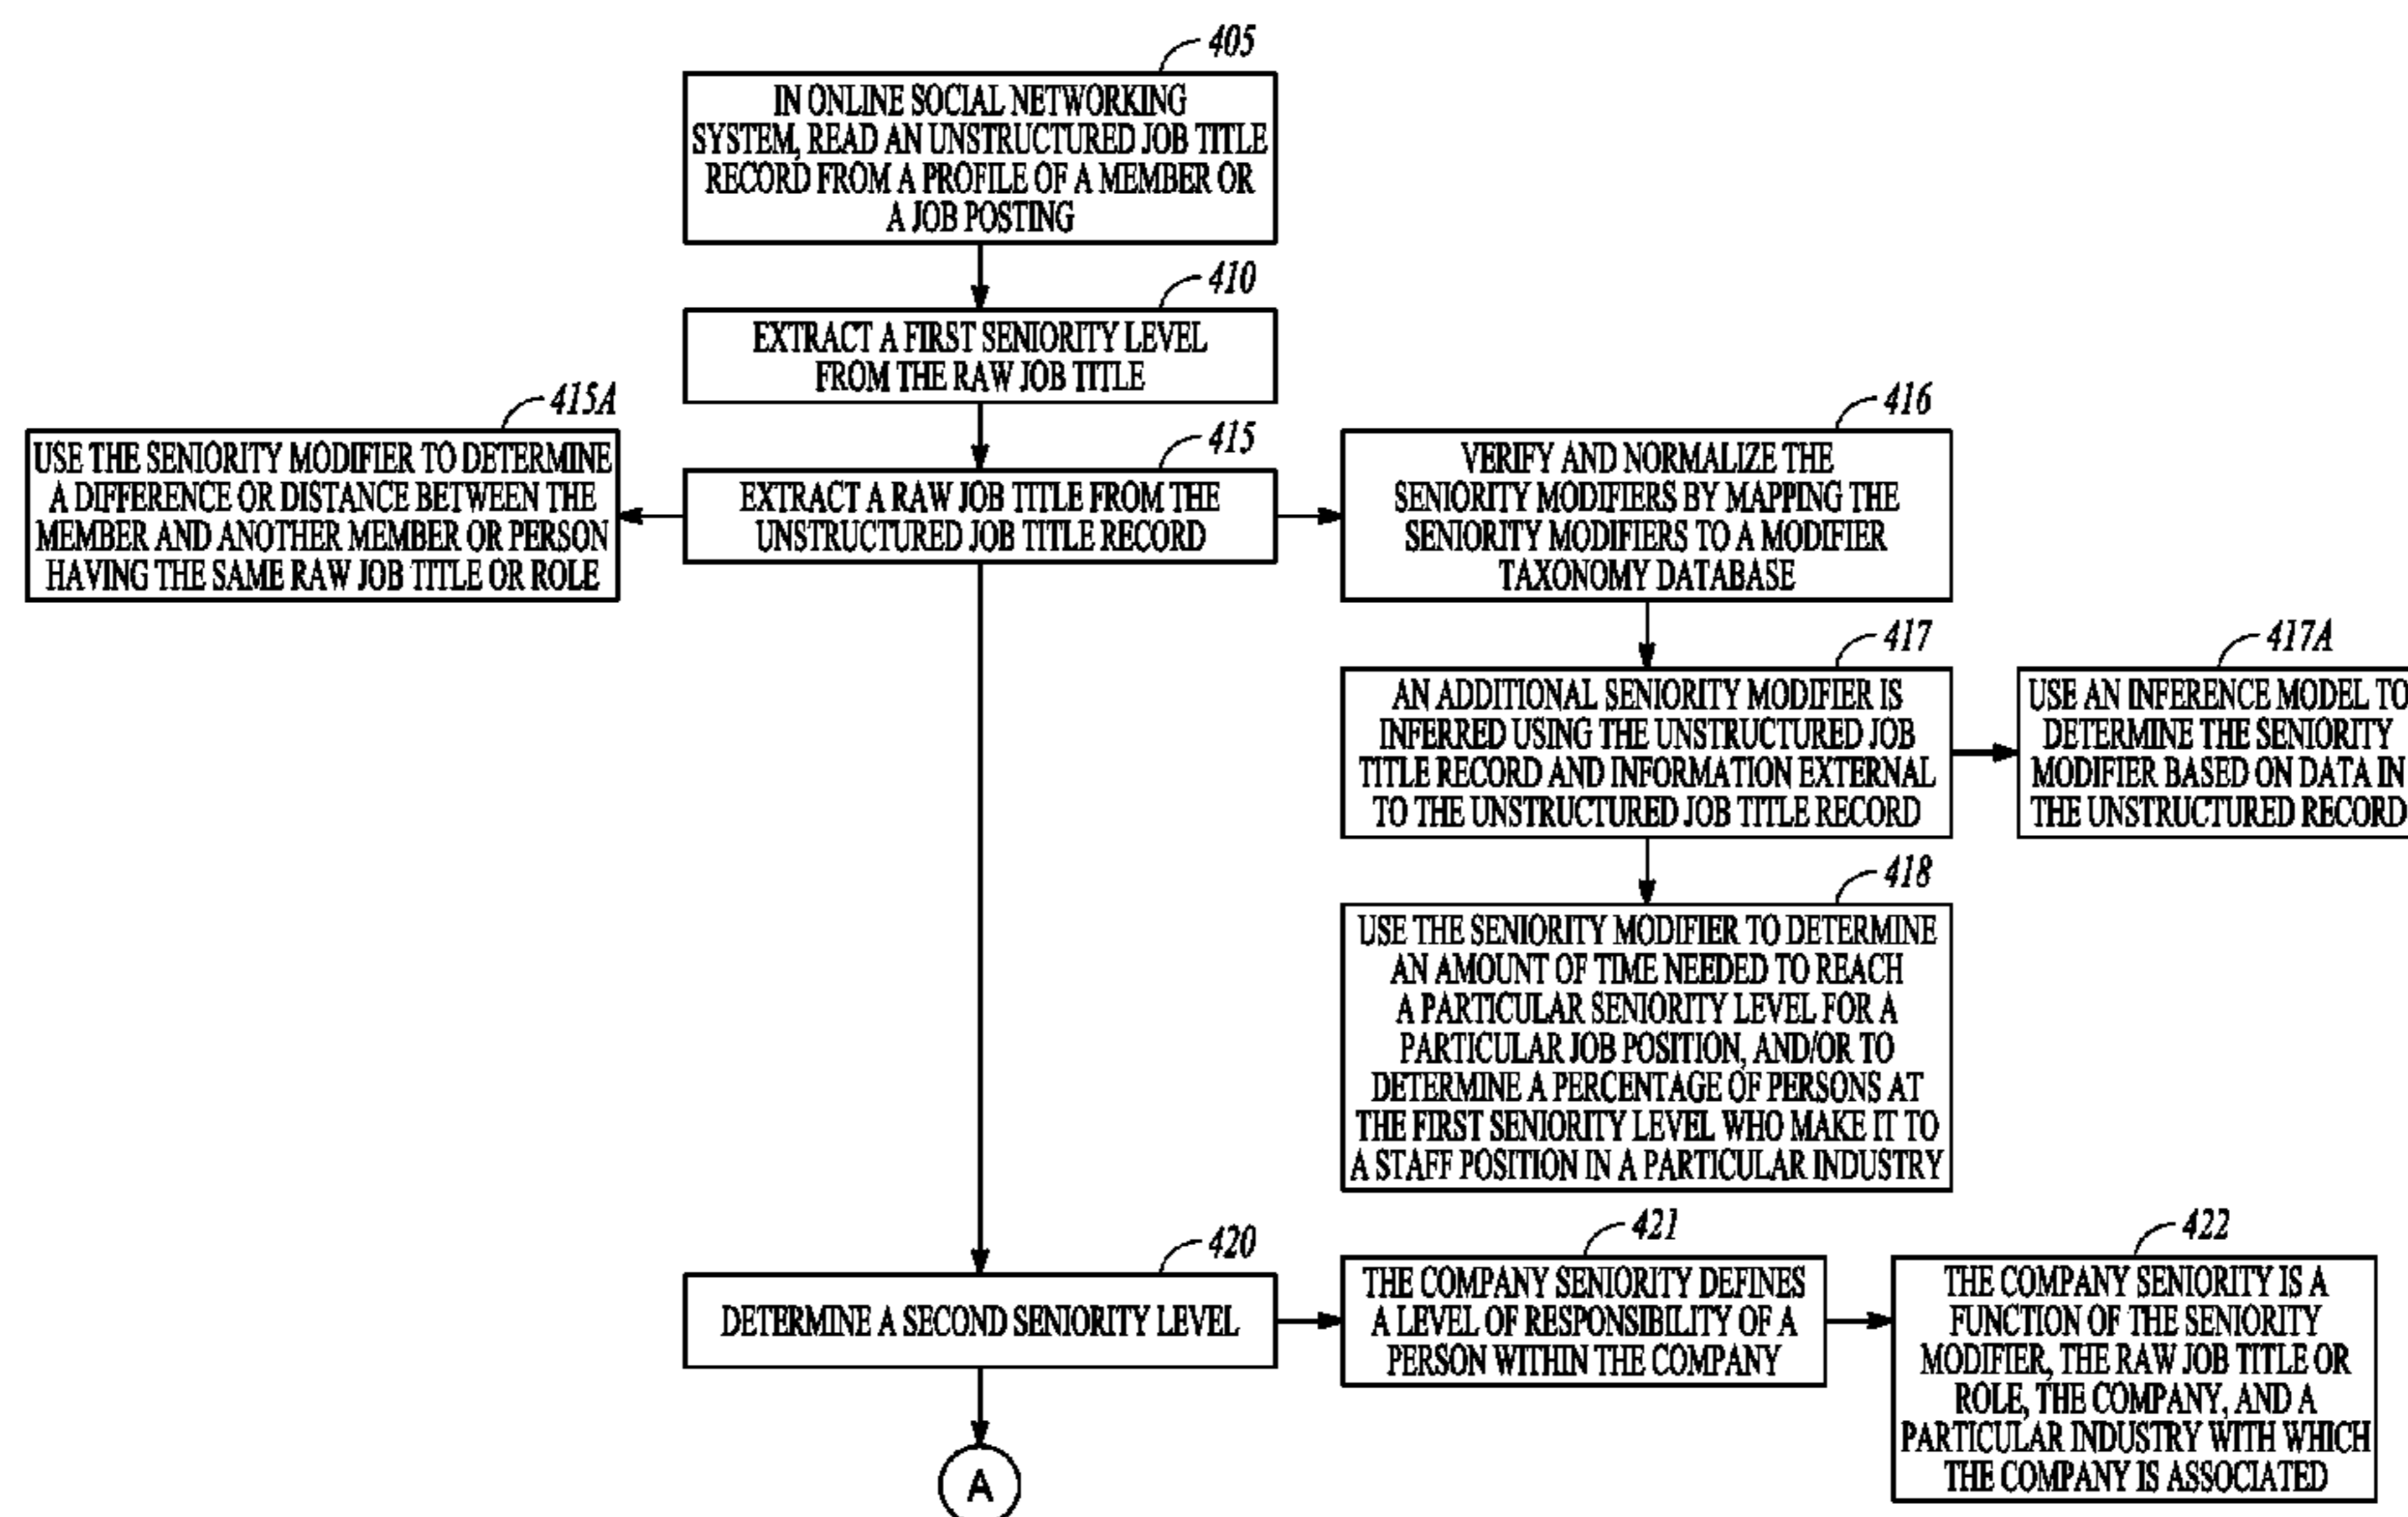 405
IN ONLINE SOCIAL NETWORKING
SYSTEM, READ AN UNSTRUCTURED JOB TITLE
RECORD FROM A PROFILE OF A MEMBER OR
A JOB POSTING
410
EXTRACT A FIRST SENIORITY LEVEL
FROM THE RAW JOB TITLE
415A
USE THE SENIORITY MODIFIER TO DETERMINE
A DIFFERENCE OR DISTANCE BETWEEN THE
MEMBER AND ANOTHER MEMBER OR PERSON
HAVING THE SAME RAW JOB TITLE OR ROLE
415
EXTRACT A RAW JOB TITLE FROM THE
UNSTRUCTURED JOB TITLE RECORD
416
VERIFY AND NORMALIZE THE
SENIORITY MODIFIERS BY MAPPING THE
SENIORITY MODIFIERS TO A MODIFIER
TAXONOMY DATABASE
417
AN ADDITIONAL SENIORITY MODIFIER IS
INFERRED USING THE UNSTRUCTURED JOB
TITLE RECORD AND INFORMATION EXTERNAL
TO THE UNSTRUCTURED JOB TITLE RECORD
417A
USE AN INFERENCE MODEL TO
DETERMINE THE SENIORITY
MODIFIER BASED ON DATA IN
THE UNSTRUCTURED RECORD
418
USE THE SENIORITY MODIFIER TO DETERMINE
AN AMOUNT OF TIME NEEDED TO REACH
A PARTICULAR SENIORITY LEVEL FOR A
PARTICULAR JOB POSITION, AND/OR TO
DETERMINE A PERCENTAGE OF PERSONS AT
THE FIRST SENIORITY LEVEL WHO MAKE IT TO
A STAFF POSITION IN A PARTICULAR INDUSTRY
420
DETERMINE A SECOND SENIORITY LEVEL
421
THE COMPANY SENIORITY DEFINES
A LEVEL OF RESPONSIBILITY OF A
PERSON WITHIN THE COMPANY
422
THE COMPANY SENIORITY IS A
FUNCTION OF THE SENIORITY
MODIFIER, THE RAW JOB TITLE OR
ROLE, THE COMPANY, AND A
PARTICULAR INDUSTRY WITH WHICH
THE COMPANY IS ASSOCIATED
A